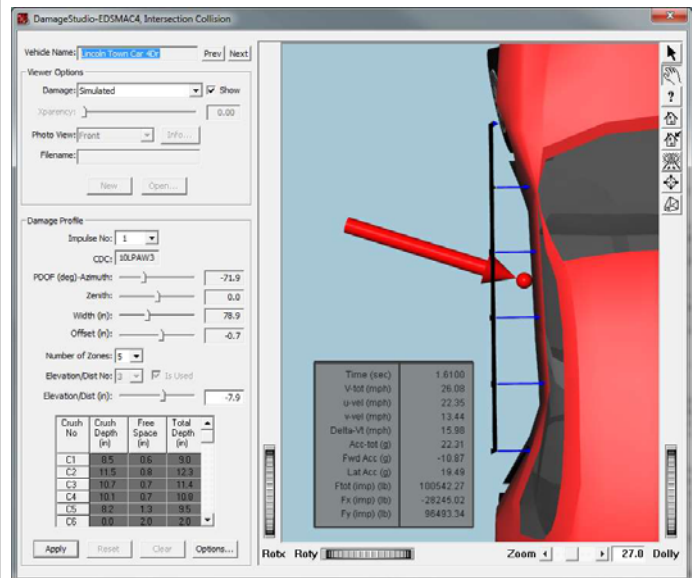 DamageStudio-EDSMAC4, Intersection Collision
Vehicle Name: Lincoln Town Car 4Dr Prev Next
Viewer Options
Damage: Simulated Show
Xparency: 0.00
Photo View: Front Info...
Filename:
New Open...
Damage Profile
Impulse No: 1
CDC: 10LPAW3
PDOF (deg)-Azimuth: -71.9
Zenith: 0.0
Width (in): 78.9
Offset (in): -0.7
Number of Zones: 5
Elevation/Dist No: 3 Is Used
Elevation/Dist (in): -7.9
Crush No Crush Depth (in) Free Space (in) Total Depth (in)
C1 8.5 0.6 9.0
C2 11.5 0.8 12.3
C3 10.7 0.7 11.4
C4 10.1 0.7 10.8
C5 8.2 1.3 9.5
C6 0.0 2.0 2.0
Apply Reset Clear Options...
Time (sec) 1.6100
V-tot (mph) 26.08
u-vel (mph) 22.35
v-vel (mph) 13.44
Delta-Vt (mph) 15.98
Acc-tot (g) 22.31
Fwd Acc (g) -10.87
Lat Acc (g) 19.49
Ftot (imp) (lb) 100542.27
Fx (imp) (lb) -28245.02
Fy (imp) (lb) 96493.34
Rotx Roty Zoom 27.0 Dolly
?